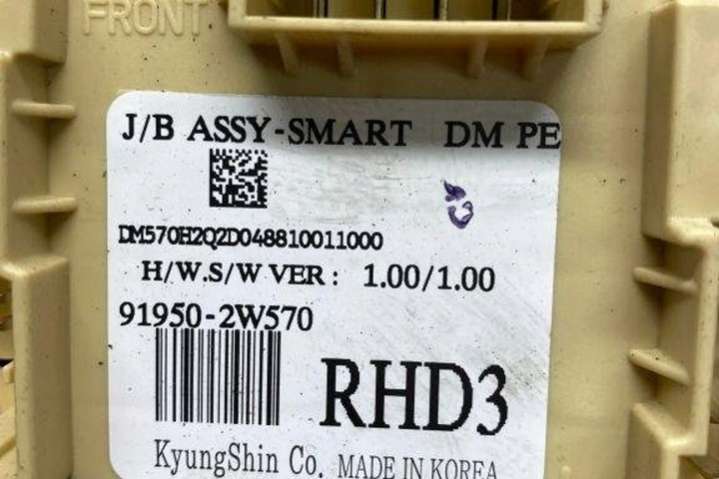 FRONT
J/B ASSY-SMART DM PE
DM570H2Q2D048810011000
H/W.S/W VER : 1.00/1.00
91950-2W570
RHD3
KyungShin Co. MADE IN KOREA